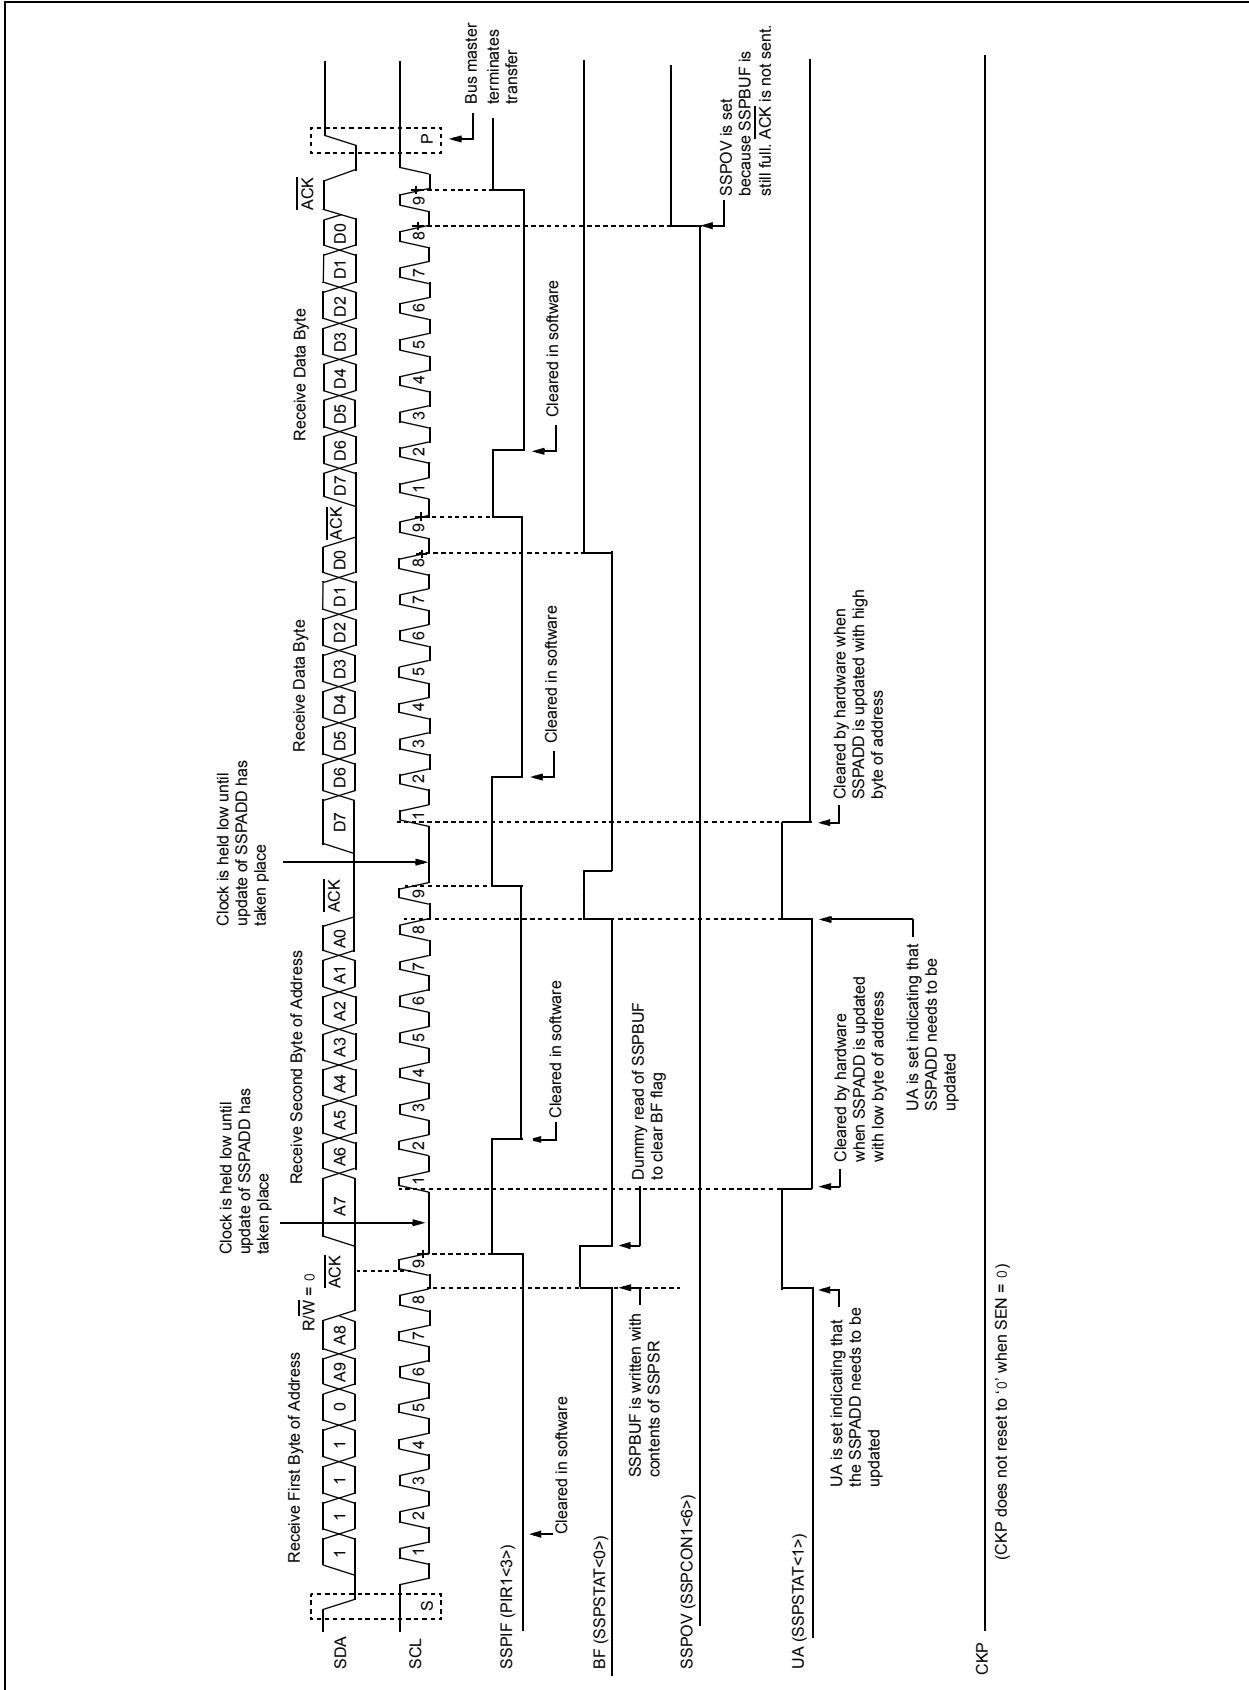 Receive First Byte of Address
R/W = 0
ACK
Clock is held low until
update of SSPADD has
taken place
Receive Second Byte of Address
ACK
Clock is held low until
update of SSPADD has
taken place
Receive Data Byte
ACK
Receive Data Byte
ACK
SDA
1
1
1
1
0
A9
A8
A7
A6
A5
A4
A3
A2
A1
A0
D7
D6
D5
D4
D3
D2
D1
D0
D7
D6
D5
D4
D3
D2
D1
D0
SCL
S
1
2
3
4
5
6
7
8
9
1
2
3
4
5
6
7
8
9
1
2
3
4
5
6
7
8
9
1
2
3
4
5
6
7
8
9
P
Bus master
terminates
transfer
SSPIF (PIR1<3>)
Cleared in software
Cleared in software
Cleared in software
Cleared in software
BF (SSPSTAT<0>)
SSPBUF is written with
contents of SSPSR
Dummy read of SSPBUF
to clear BF flag
SSPOV (SSPCON1<6>)
SSPOV is set
because SSPBUF is
still full. ACK is not sent.
UA (SSPSTAT<1>)
UA is set indicating that
the SSPADD needs to be
updated
Cleared by hardware
when SSPADD is updated
with low byte of address
UA is set indicating that
SSPADD needs to be
updated
Cleared by hardware when
SSPADD is updated with high
byte of address
CKP
(CKP does not reset to ‘0’ when SEN = 0)